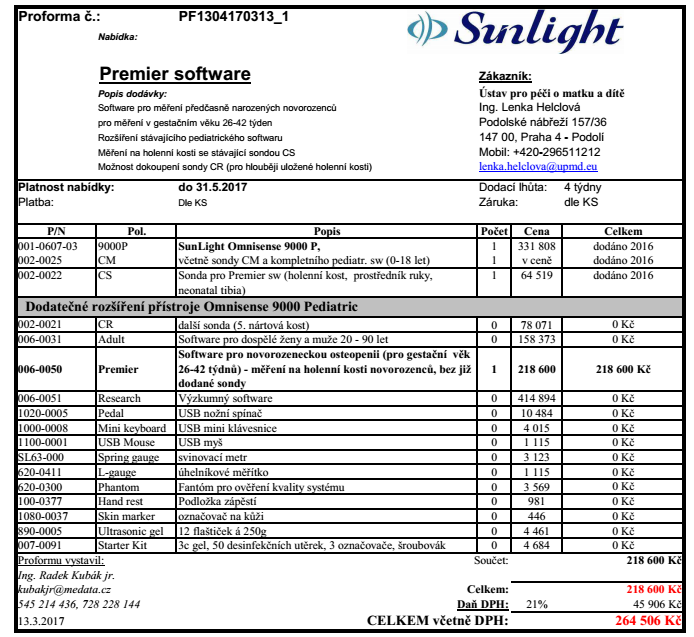 Proforma č.: PF1304170313_1
Nabídka:
Sunlight
Premier software
Popis dodávky:
Software pro měření předčasně narozených novorozenců
pro měření v gestačním věku 26-42 týden
Rozšíření stávajícího pediatrického softwaru
Měření na holenní kosti se stávající sondou CS
Možnost dokoupení sondy CR (pro hlouběji uložené holenní kosti)
Zákazník:
Ústav pro péči o matku a dítě
Ing. Lenka Helclová
Podolské nábřeží 157/36
147 00, Praha 4 - Podolí
Mobil: +420-296511212
lenka.helclova@upmd.eu
Platnost nabídky: do 31.5.2017 Dodací lhůta: 4 týdny
Platba: Dle KS Záruka: dle KS
P/N Pol. Popis Počet Cena Celkem
001-0607-03 9000P SunLight Omnisense 9000 P, 1 331 808 dodáno 2016
002-0025 CM včetně sondy CM a kompletního pediatr. sw (0-18 let) 1 v ceně dodáno 2016
002-0022 CS Sonda pro Premier sw (holenní kost, prostředník ruky, 1 64 519 dodáno 2016
neonatal tibia)
Dodatečné rozšíření přístroje Omnisense 9000 Pediatric
002-0021 CR další sonda (5. nártová kost) 0 78 071 0 Kč
006-0031 Adult Software pro dospělé ženy a muže 20 - 90 let 0 158 373 0 Kč
Software pro novorozeneckou osteopenii (pro gestační věk
006-0050 Premier 26-42 týdnů) - měření na holenní kosti novorozenců, bez již 1 218 600 218 600 Kč
dodané sondy
006-0051 Research Výzkumný software 0 414 894 0 Kč
1020-0005 Pedal USB nožní spínač 0 10 484 0 Kč
1000-0008 Mini keyboard USB mini klávesnice 0 4 015 0 Kč
1100-0001 USB Mouse USB myš 0 1 115 0 Kč
SL63-000 Spring gauge svinovací metr 0 3 123 0 Kč
620-0411 L-gauge úhelníkové měřítko 0 1 115 0 Kč
620-0300 Phantom Fantóm pro ověření kvality systému 0 3 569 0 Kč
100-0377 Hand rest Podložka zápěstí 0 981 0 Kč
1080-0037 Skin marker označovač na kůži 0 446 0 Kč
890-0005 Ultrasonic gel 12 flaštiček á 250g 0 4 461 0 Kč
007-0091 Starter Kit 3c gel, 50 desinfekčních utěrek, 3 označovače, šroubovák 0 4 684 0 Kč
Proformu vystavil: Součet: 218 600 Kč
Ing. Radek Kubák jr.
kubakjr@medata.cz Celkem: 218 600 Kč
545 214 436, 728 228 144 Daň DPH: 21% 45 906 Kč
13.3.2017 CELKEM včetně DPH: 264 506 Kč